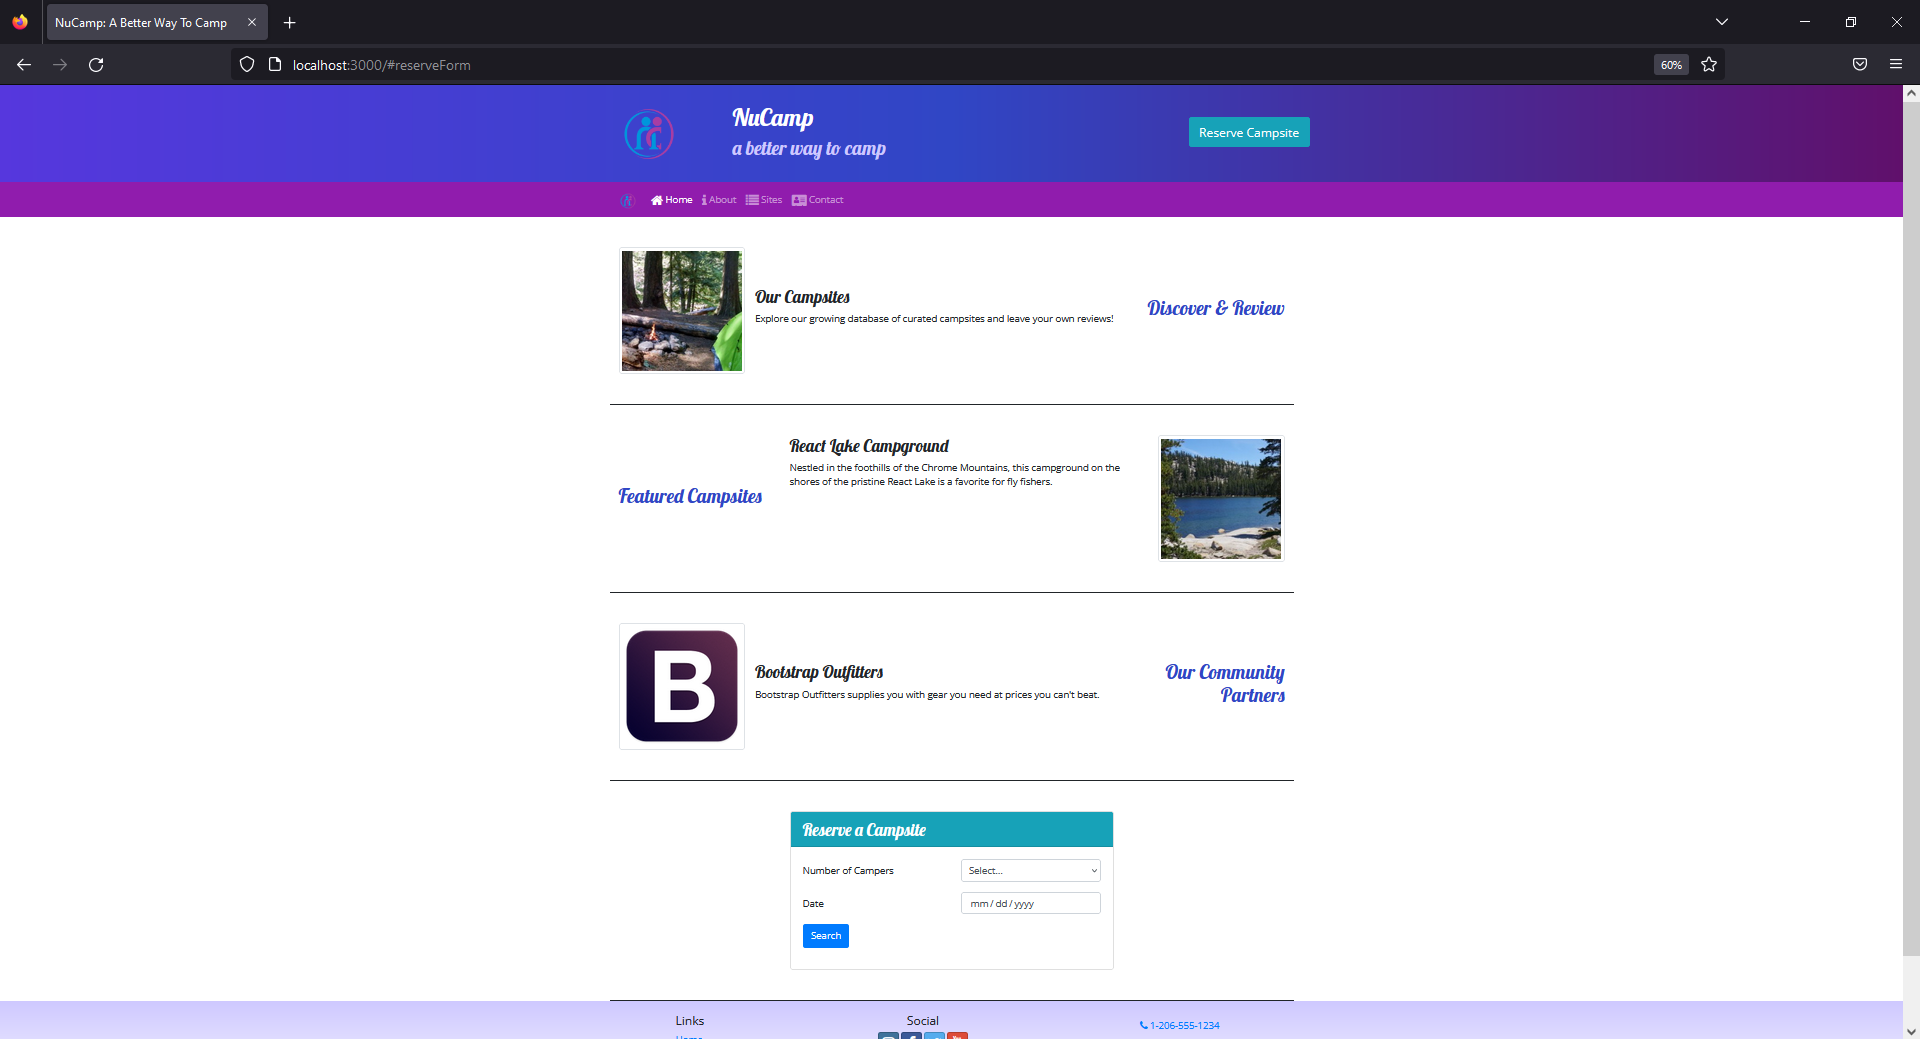 NuCamp: A Better Way To Camp
localhost:3000/#reserveForm
60%
NuCamp
a better way to camp
Reserve Campsite
Home About Sites Contact
Our Campsites
Explore our growing database of curated campsites and leave your own reviews!
Discover & Review
Featured Campsites
React Lake Campground
Nestled in the foothills of the Chrome Mountains, this campground on the
shores of the pristine React Lake is a favorite for fly fishers.
B
Bootstrap Outfitters
Bootstrap Outfitters supplies you with gear you need at prices you can't beat.
Our Community
Partners
Reserve a Campsite
Number of Campers
Select...
Date
mm / dd / yyyy
Search
Links
Home
Social
1-206-555-1234